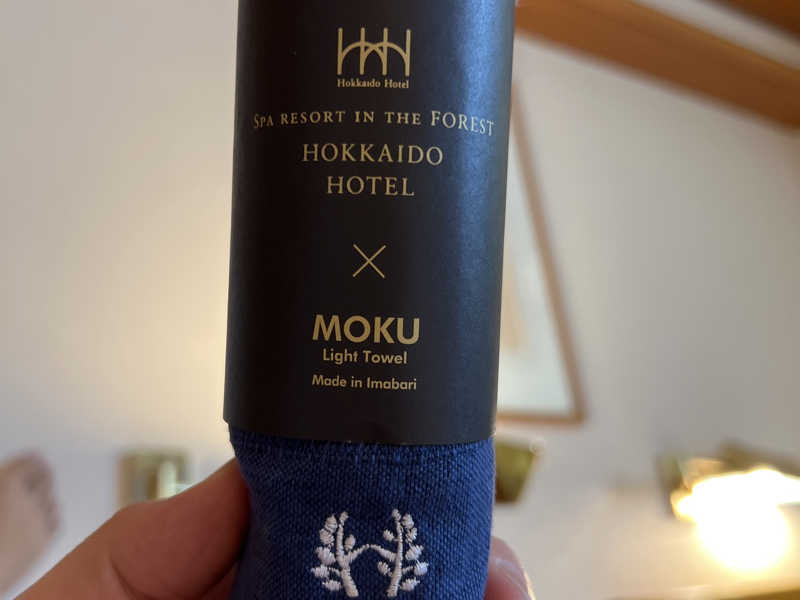 Hokkaido Hotel
SPA RESORT IN THE FOREST
HOKKAIDO
HOTEL
×
MOKU
Light Towel
Made in Imabari